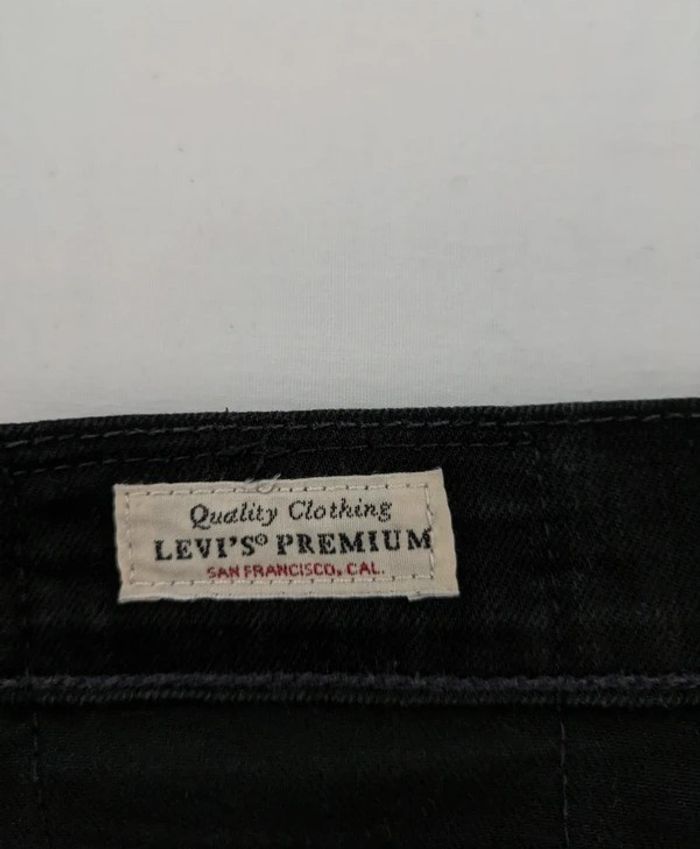 Quality Clothing
LEVI'S® PREMIUM
SAN FRANCISCO, CAL.